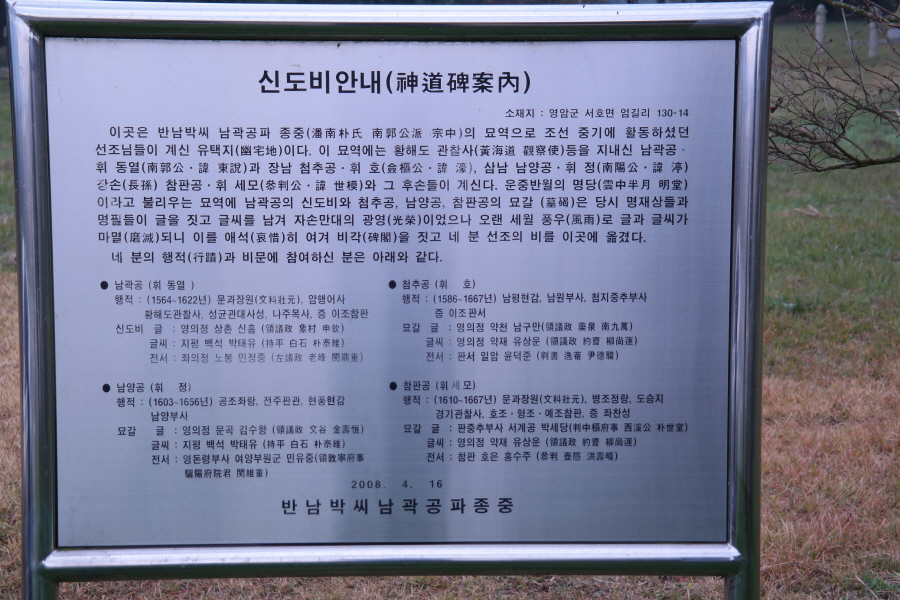 신도비안내(神道碑案內)
소재지 : 영암군 서호면 엄길리 130-14
이곳은 반남박씨 남곽공파 종중(潘南朴氏 南郭公派 宗中)의 묘역으로 조선 중기에 활동하셨던
선조님들이 계신 유택지(幽宅地)이다. 이 묘역에는 황해도 관찰사(黃海道 觀察使)등을 지내신 남곽공·
휘 동열(南郭公·諱 東說)과 장남 첨추공·휘 호(僉樞公·諱 濠), 삼남 남양공·휘 정(南陽公·諱 渟)
장손(長孫) 참판공·휘 세모(參判公·諱 世模)와 그 후손들이 계신다. 운중반월의 명당(雲中半月 明堂)
이라고 불리우는 묘역에 남곽공의 신도비와 첨추공, 남양공, 참판공의 묘갈 (墓碣)은 당시 명재상들과
명필들이 글을 짓고 글씨를 남겨 자손만대의 광영(光榮)이었으나 오랜 세월 풍우(風雨)로 글과 글씨가
마멸(磨滅)되니 이를 애석(哀惜)히 여겨 비각(碑閣)을 짓고 네 분 선조의 비를 이곳에 옮겼다.
네 분의 행적(行蹟)과 비문에 참여하신 분은 아래와 같다.
● 남곽공 (휘 동열 )
행적 : (1564~1622년) 문과장원(文科壯元), 암행어사
황해도관찰사, 성균관대사성, 나주목사, 증 이조참판
신도비 글 : 영의정 상촌 신흠 (領議政 象村 申欽)
글씨 : 지평 백석 박태유 (持平 白石 朴泰維)
전서 : 좌의정 노봉 민정중 (左議政 老峰 閔鼎重)
● 첨추공 (휘 호)
행적 : (1586~1667년) 남평현감, 남원부사, 첨지중추부사
증 이조판서
묘갈 글 : 영의정 약천 남구만(領議政 藥泉 南九萬)
글씨 : 영의정 약재 유상운 (領議政 約齋 柳尙運)
전서 : 판서 일암 윤덕준 (判書 逸菴 尹德駿)
● 남양공 (휘 정)
행적 : (1603~1656년) 공조좌랑, 전주판관, 현풍현감
남양부사
묘갈 글 : 영의정 문곡 김수항 (領議政 文谷 金壽恒)
글씨 : 지평 백석 박태유 (持平 白石 朴泰維)
전서 : 영돈령부사 여양부원군 민유중(領敦寧府事
驪陽府院君 閔維重)
● 참판공 (휘 세모)
행적 : (1610~1667년) 문과장원(文科壯元), 병조정랑, 도승지
경기관찰사, 호조·형조·예조참판, 증 좌찬성
묘갈 글 : 판중추부사 서계공 박세당(判中樞府事 西溪公 朴世堂)
글씨 : 영의정 약재 유상운 (領議政 約齋 柳尙運)
전서 : 참판 호은 홍수주 (參判 壺隱 洪壽疇)
2008. 4. 16
반남박씨남곽공파종중